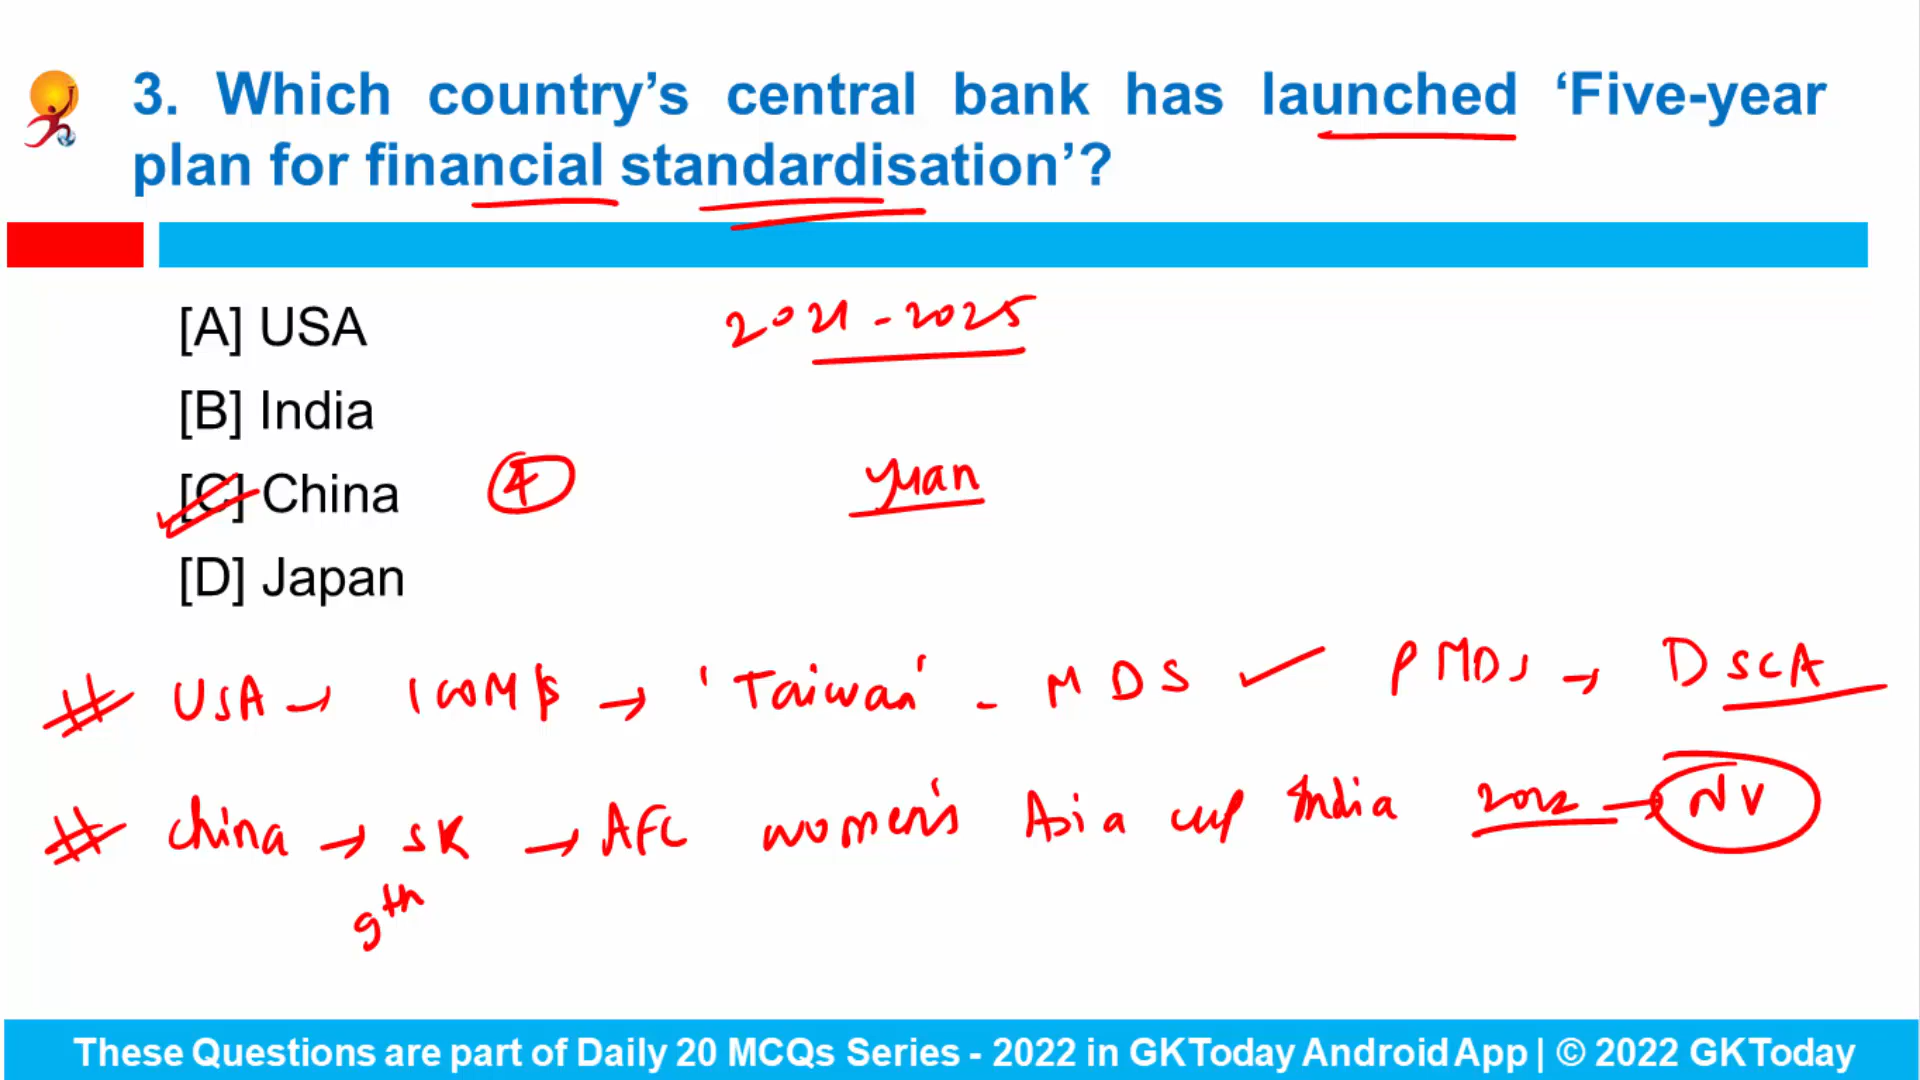 3. Which country’s central bank has launched ‘Five-year
plan for financial standardisation’?
[A] USA
2021-2025
[B] India
[C] China
4
yuan
[D] Japan
# USA → 100M$ → 'Taiwan' - MDS ✓ PMDS → DSCA
# China → SK → AFC women's Asia cup India 2022 → NV
9th
These Questions are part of Daily 20 MCQs Series - 2022 in GKToday Android App | © 2022 GKToday